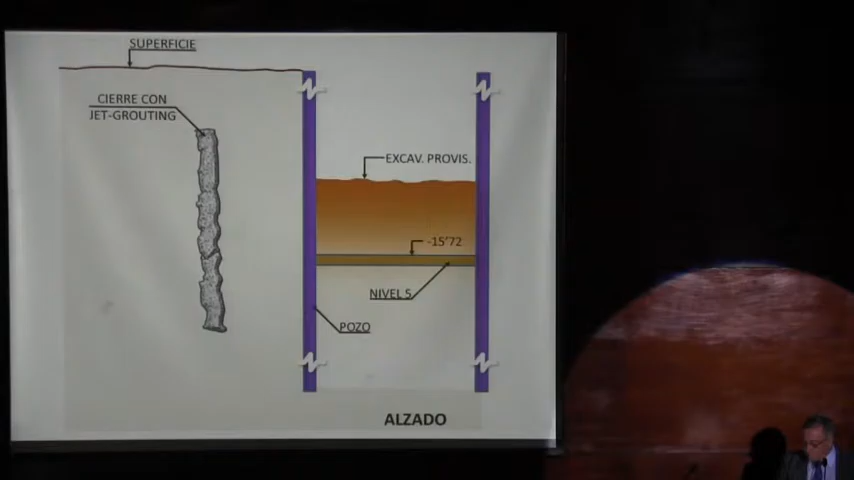 SUPERFICIE
CIERRE CON
JET-GROUTING
EXCAV. PROVIS.
-15'72
NIVEL 5
POZO
ALZADO